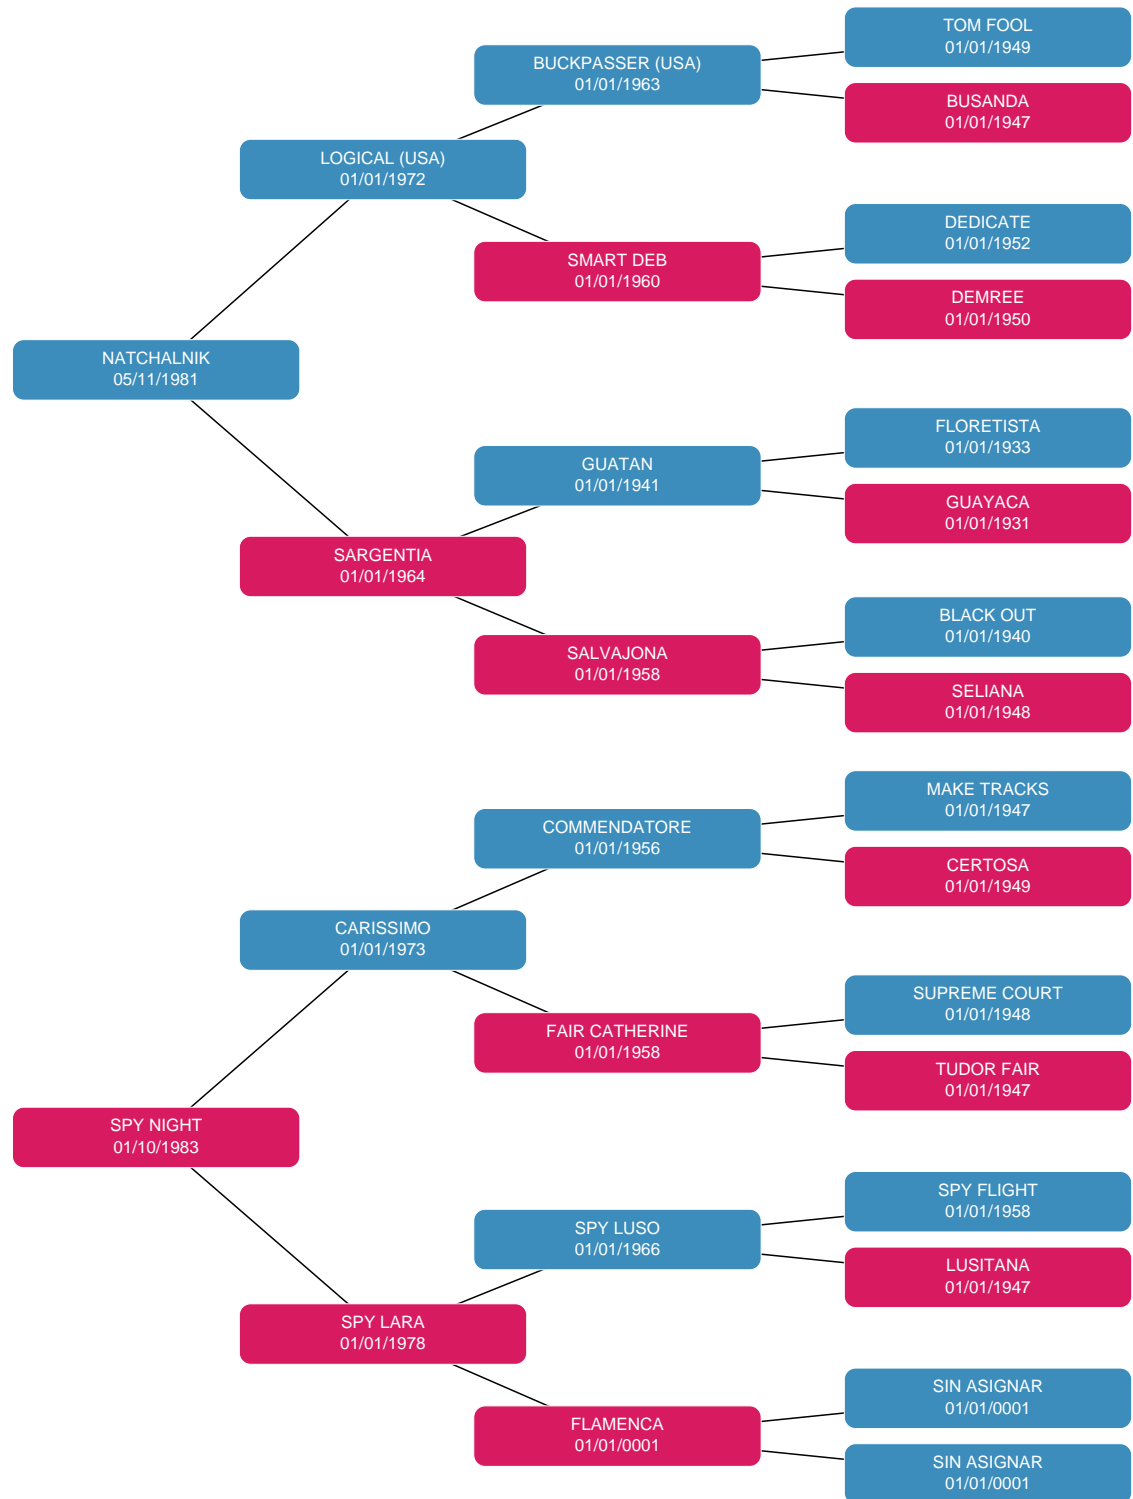 TOM FOOL
01/01/1949
BUCKPASSER (USA)
01/01/1963
BUSANDA
01/01/1947
LOGICAL (USA)
01/01/1972
DEDICATE
01/01/1952
SMART DEB
01/01/1960
DEMREE
01/01/1950
NATCHALNIK
05/11/1981
FLORETISTA
01/01/1933
GUATAN
01/01/1941
GUAYACA
01/01/1931
SARGENTIA
01/01/1964
BLACK OUT
01/01/1940
SALVAJONA
01/01/1958
SELIANA
01/01/1948
MAKE TRACKS
01/01/1947
COMMENDATORE
01/01/1956
CERTOSA
01/01/1949
CARISSIMO
01/01/1973
SUPREME COURT
01/01/1948
FAIR CATHERINE
01/01/1958
TUDOR FAIR
01/01/1947
SPY NIGHT
01/10/1983
SPY FLIGHT
01/01/1958
SPY LUSO
01/01/1966
LUSITANA
01/01/1947
SPY LARA
01/01/1978
SIN ASIGNAR
01/01/0001
FLAMENCA
01/01/0001
SIN ASIGNAR
01/01/0001